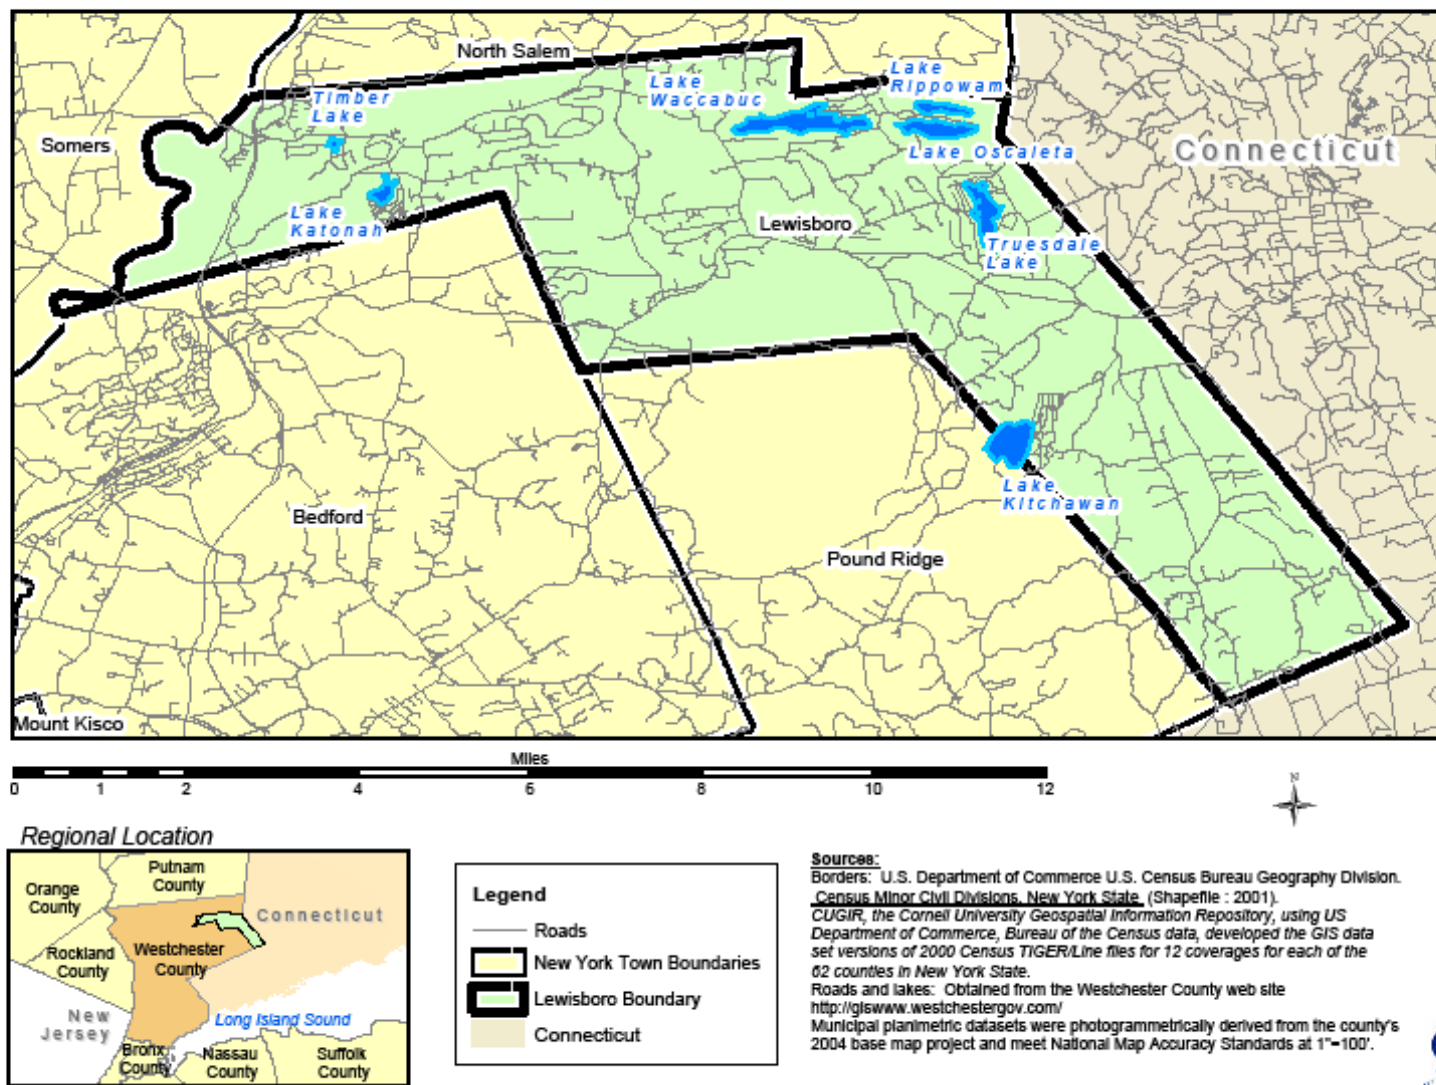 North Salem
Lake
Waccabuc
Lake
Rippowam
Timber
Lake
Somers
Lake Oscaleta
Connecticut
Lake
Katonah
Lewisboro
Truesdale
Lake
Lake
Kitchawan
Bedford
Pound Ridge
Mount Kisco
Miles
0 1 2 4 6 8 10 12
N
Regional Location
Putnam
County
Orange
County
Connecticut
Westchester
County
Rockland
County
New
Jersey
Long Island Sound
Bronx
County
Nassau
County
Suffolk
County
Legend
Roads
New York Town Boundaries
Lewisboro Boundary
Connecticut
Sources:
Borders: U.S. Department of Commerce U.S. Census Bureau Geography Division.
Census Minor Civil Divisions, New York State (Shapefile : 2001).
CUGIR, the Cornell University Geospatial Information Repository, using US
Department of Commerce, Bureau of the Census data, developed the GIS data
set versions of 2000 Census TIGER/Line files for 12 coverages for each of the
62 counties in New York State.
Roads and lakes: Obtained from the Westchester County web site
http://giswww.westchestergov.com/
Municipal planimetric datasets were photogrammetrically derived from the county's
2004 base map project and meet National Map Accuracy Standards at 1"=100'.